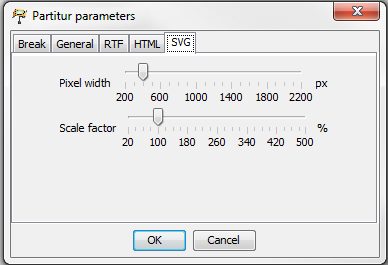 Partitur parameters
Break General RTF HTML SVG
Pixel width px
200 600 1000 1400 1800 2200
Scale factor %
20 100 180 260 340 420 500
OK Cancel